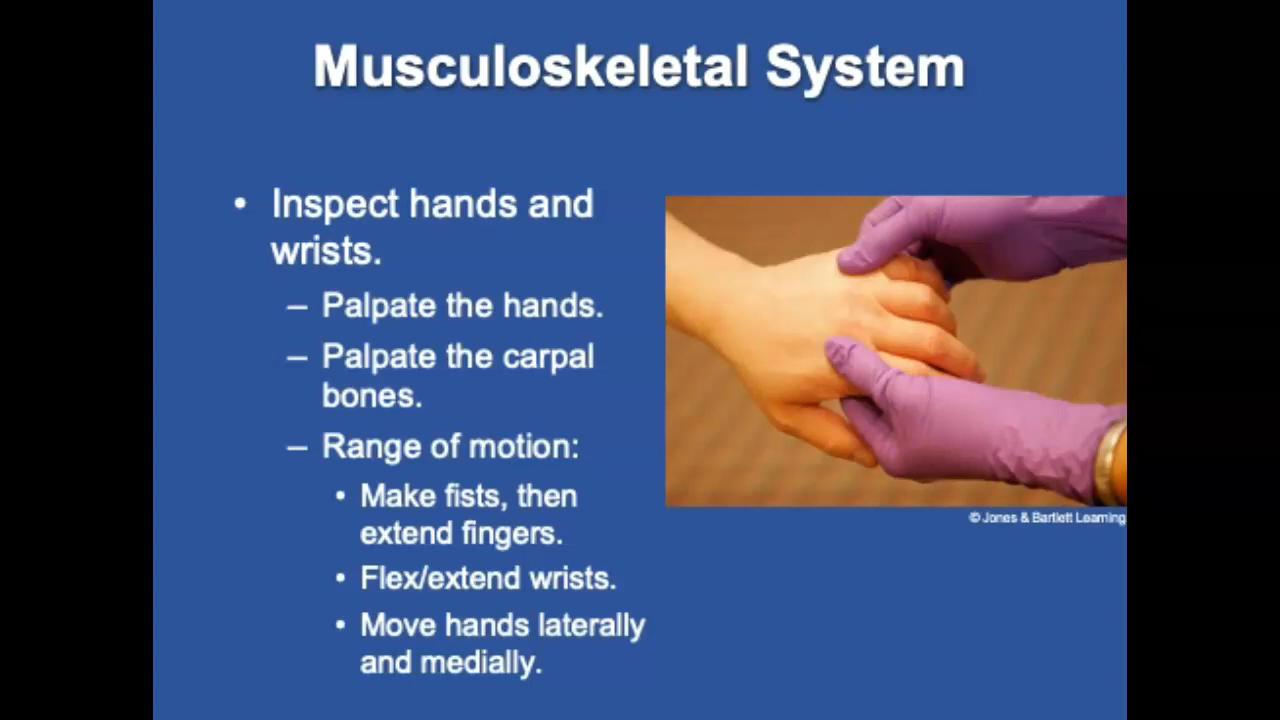 Musculoskeletal System
• Inspect hands and
wrists.
– Palpate the hands.
– Palpate the carpal
bones.
– Range of motion:
• Make fists, then
extend fingers.
• Flex/extend wrists.
• Move hands laterally
and medially.
© Jones & Bartlett Learning